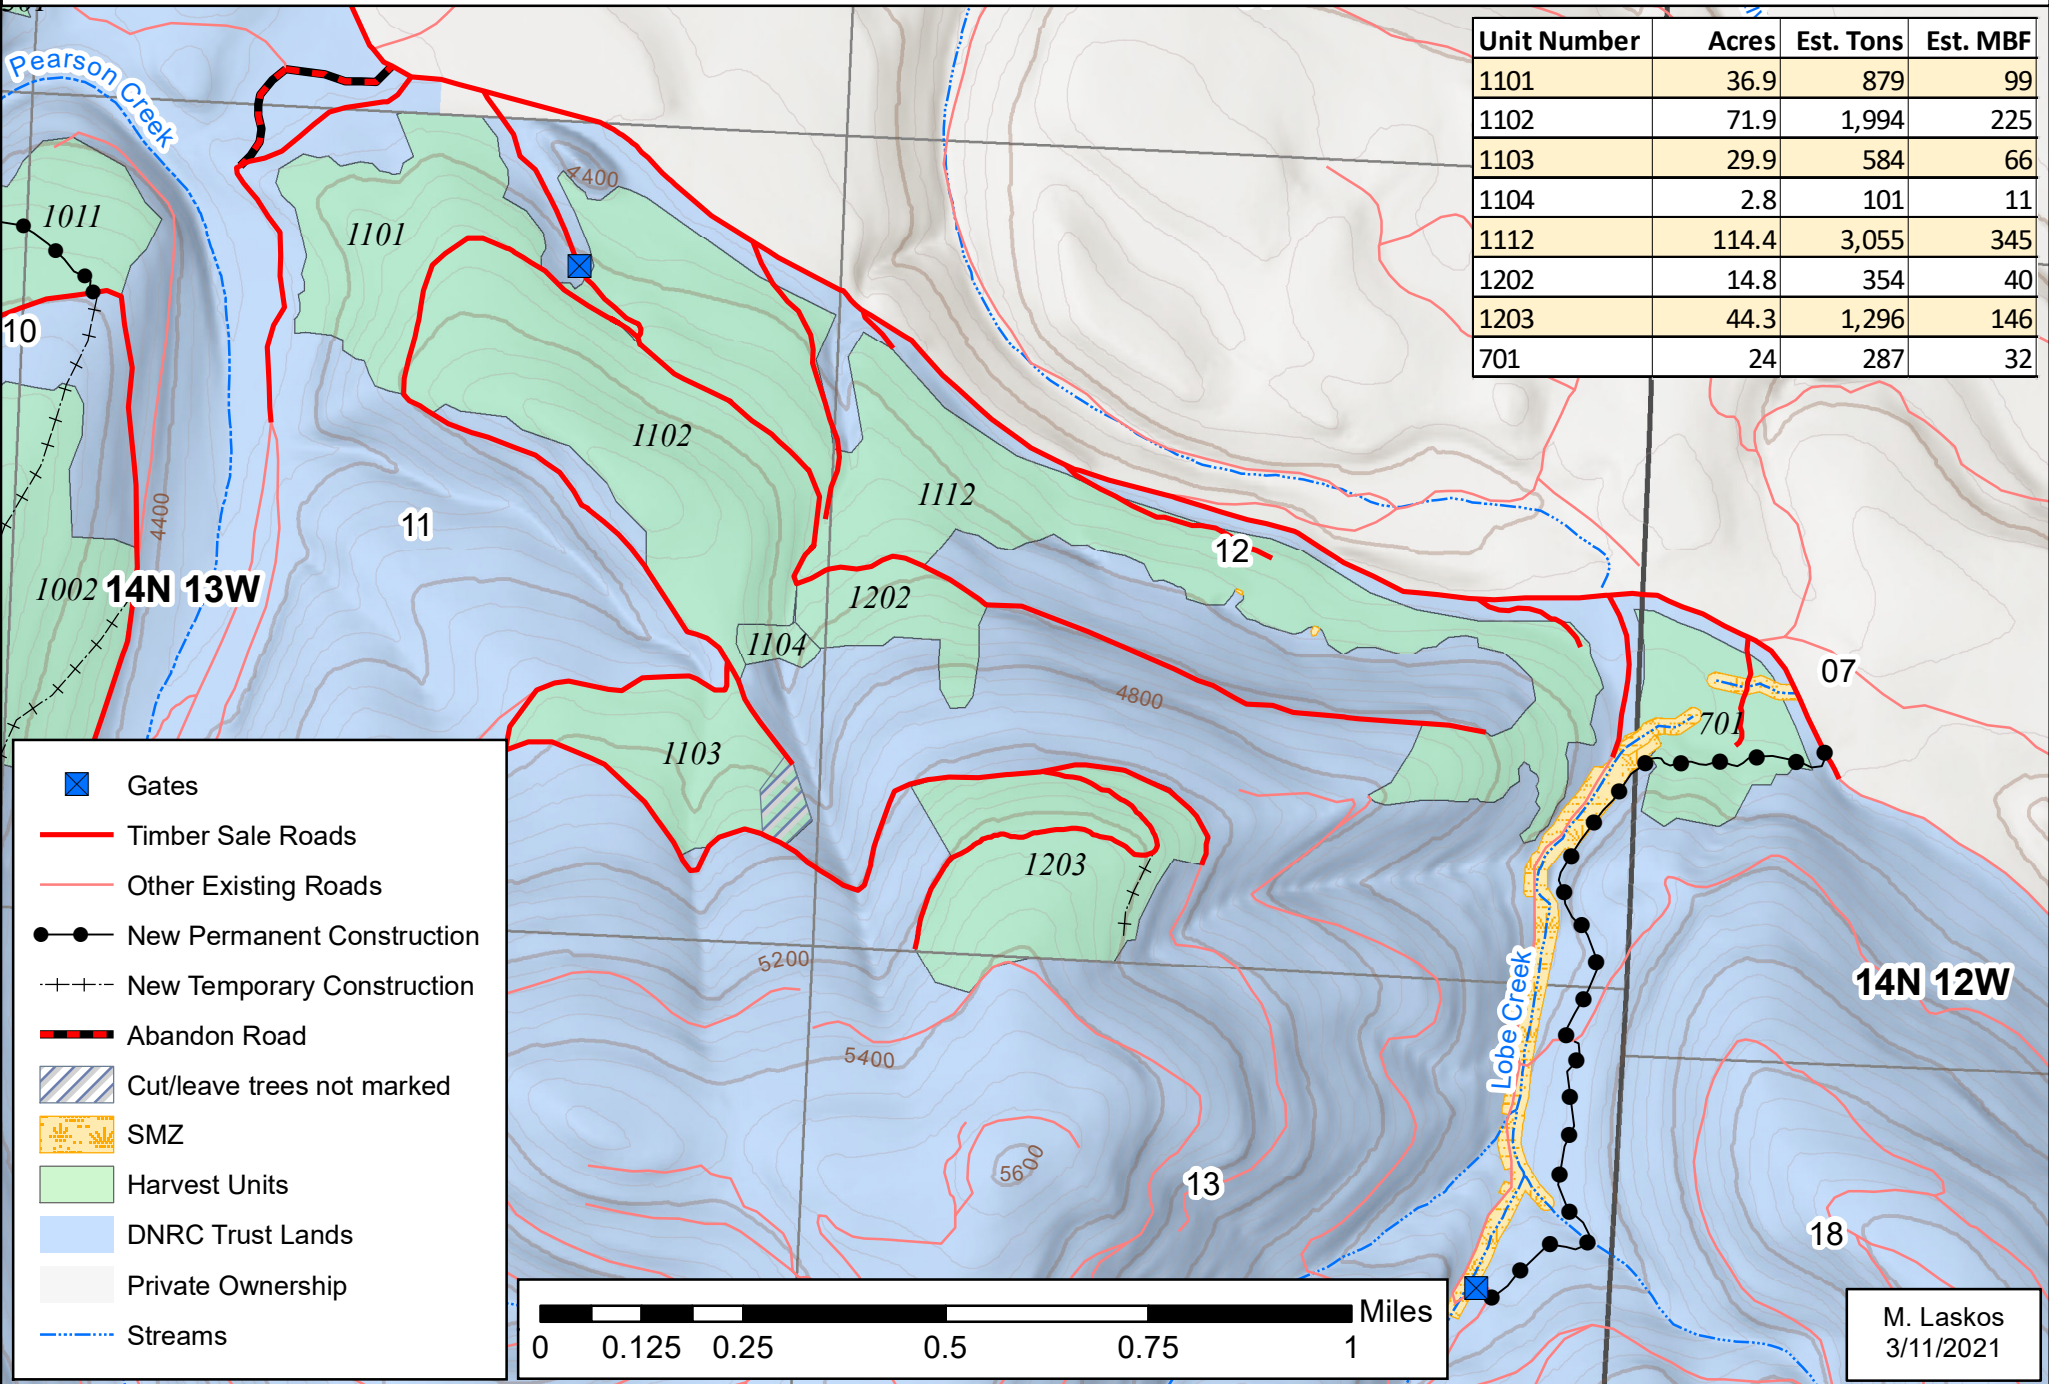 Unit Number Acres Est. Tons Est. MBF
1101 36.9 879 99
1102 71.9 1,994 225
1103 29.9 584 66
1104 2.8 101 11
1112 114.4 3,055 345
1202 14.8 354 40
1203 44.3 1,296 146
701 24 287 32
Pearson Creek
4400
1011
1101
10
1102
1112
4400
11
12
1002
14N 13W
1202
1104
07
4800
701
1103
1203
5200
14N 12W
Lobe Creek
5400
5600
13
18
Gates
Timber Sale Roads
Other Existing Roads
New Permanent Construction
New Temporary Construction
Abandon Road
Cut/leave trees not marked
SMZ
Harvest Units
DNRC Trust Lands
Private Ownership
Streams
Miles
0 0.125 0.25 0.5 0.75 1
M. Laskos
3/11/2021